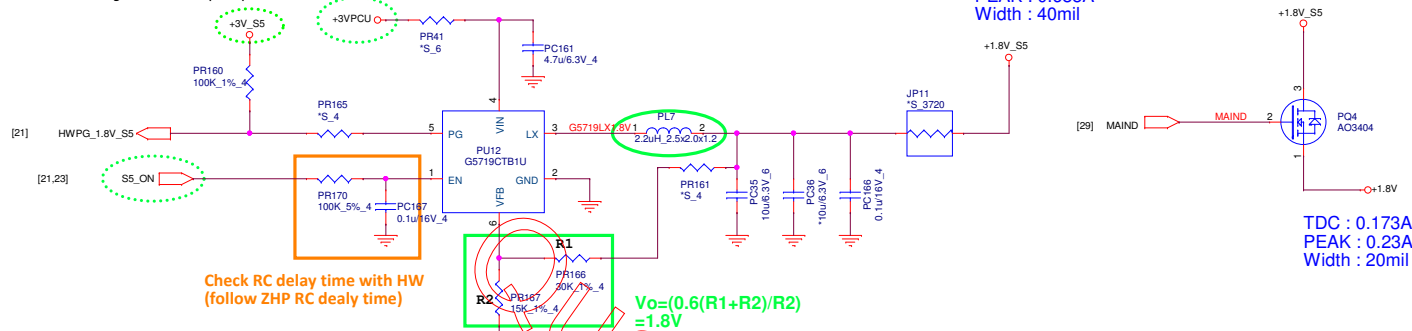 Width : 40mil
+3V_S5
+3VPCU
PR41
*S_6
PC161
4.7u/6.3V_4
+1.8V_S5
+1.8V_S5
PR160
100K_1%_4
JP11
*S_3720
PR165
*S_4
4
VIN
[21]
HWPG_1.8V_S5
5
PG
LX
3
G5719LX1.8V
1
PL7
2
2.2uH_2.5x2.0x1.2
PU12
G5719CTB1U
[29]
MAIND
MAIND
2
3
PQ4
AO3404
1
+1.8V
[21,23]
S5_ON
PR170
100K_5%_4
PC167
0.1u/16V_4
1
EN
GND
2
VFB
6
PR161
*S_4
PC35
10u/6.3V_6
PC36
*10u/6.3V_6
PC166
0.1u/16V_4
R1
PR166
30K_1%_4
R2
PR167
15K_1%_4
Check RC delay time with HW
(follow ZHP RC dealy time)
Vo=(0.6(R1+R2)/R2)
=1.8V
TDC : 0.173A
PEAK : 0.23A
Width : 20mil